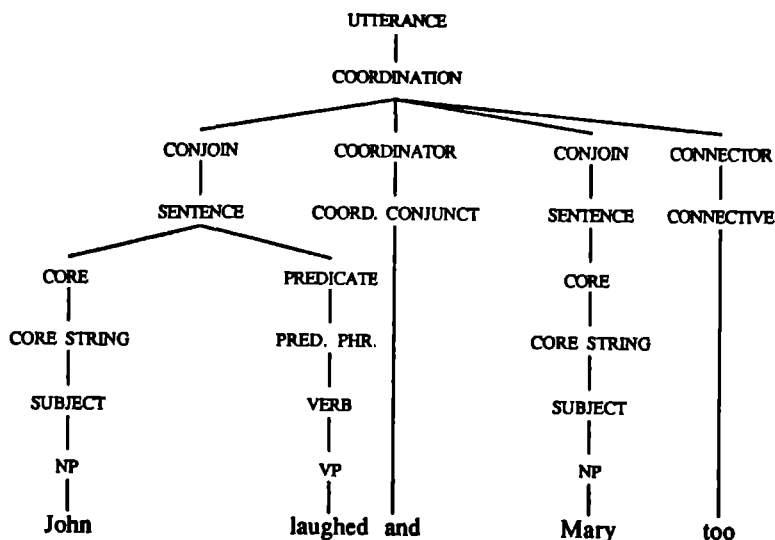 UTTERANCE
COORDINATION
CONJOIN COORDINATOR CONJOIN CONNECTOR
SENTENCE COORD. CONJUNCT SENTENCE CONNECTIVE
CORE PREDICATE CORE
CORE STRING PRED. PHR. CORE STRING
SUBJECT VERB SUBJECT
NP VP NP
John laughed and Mary too